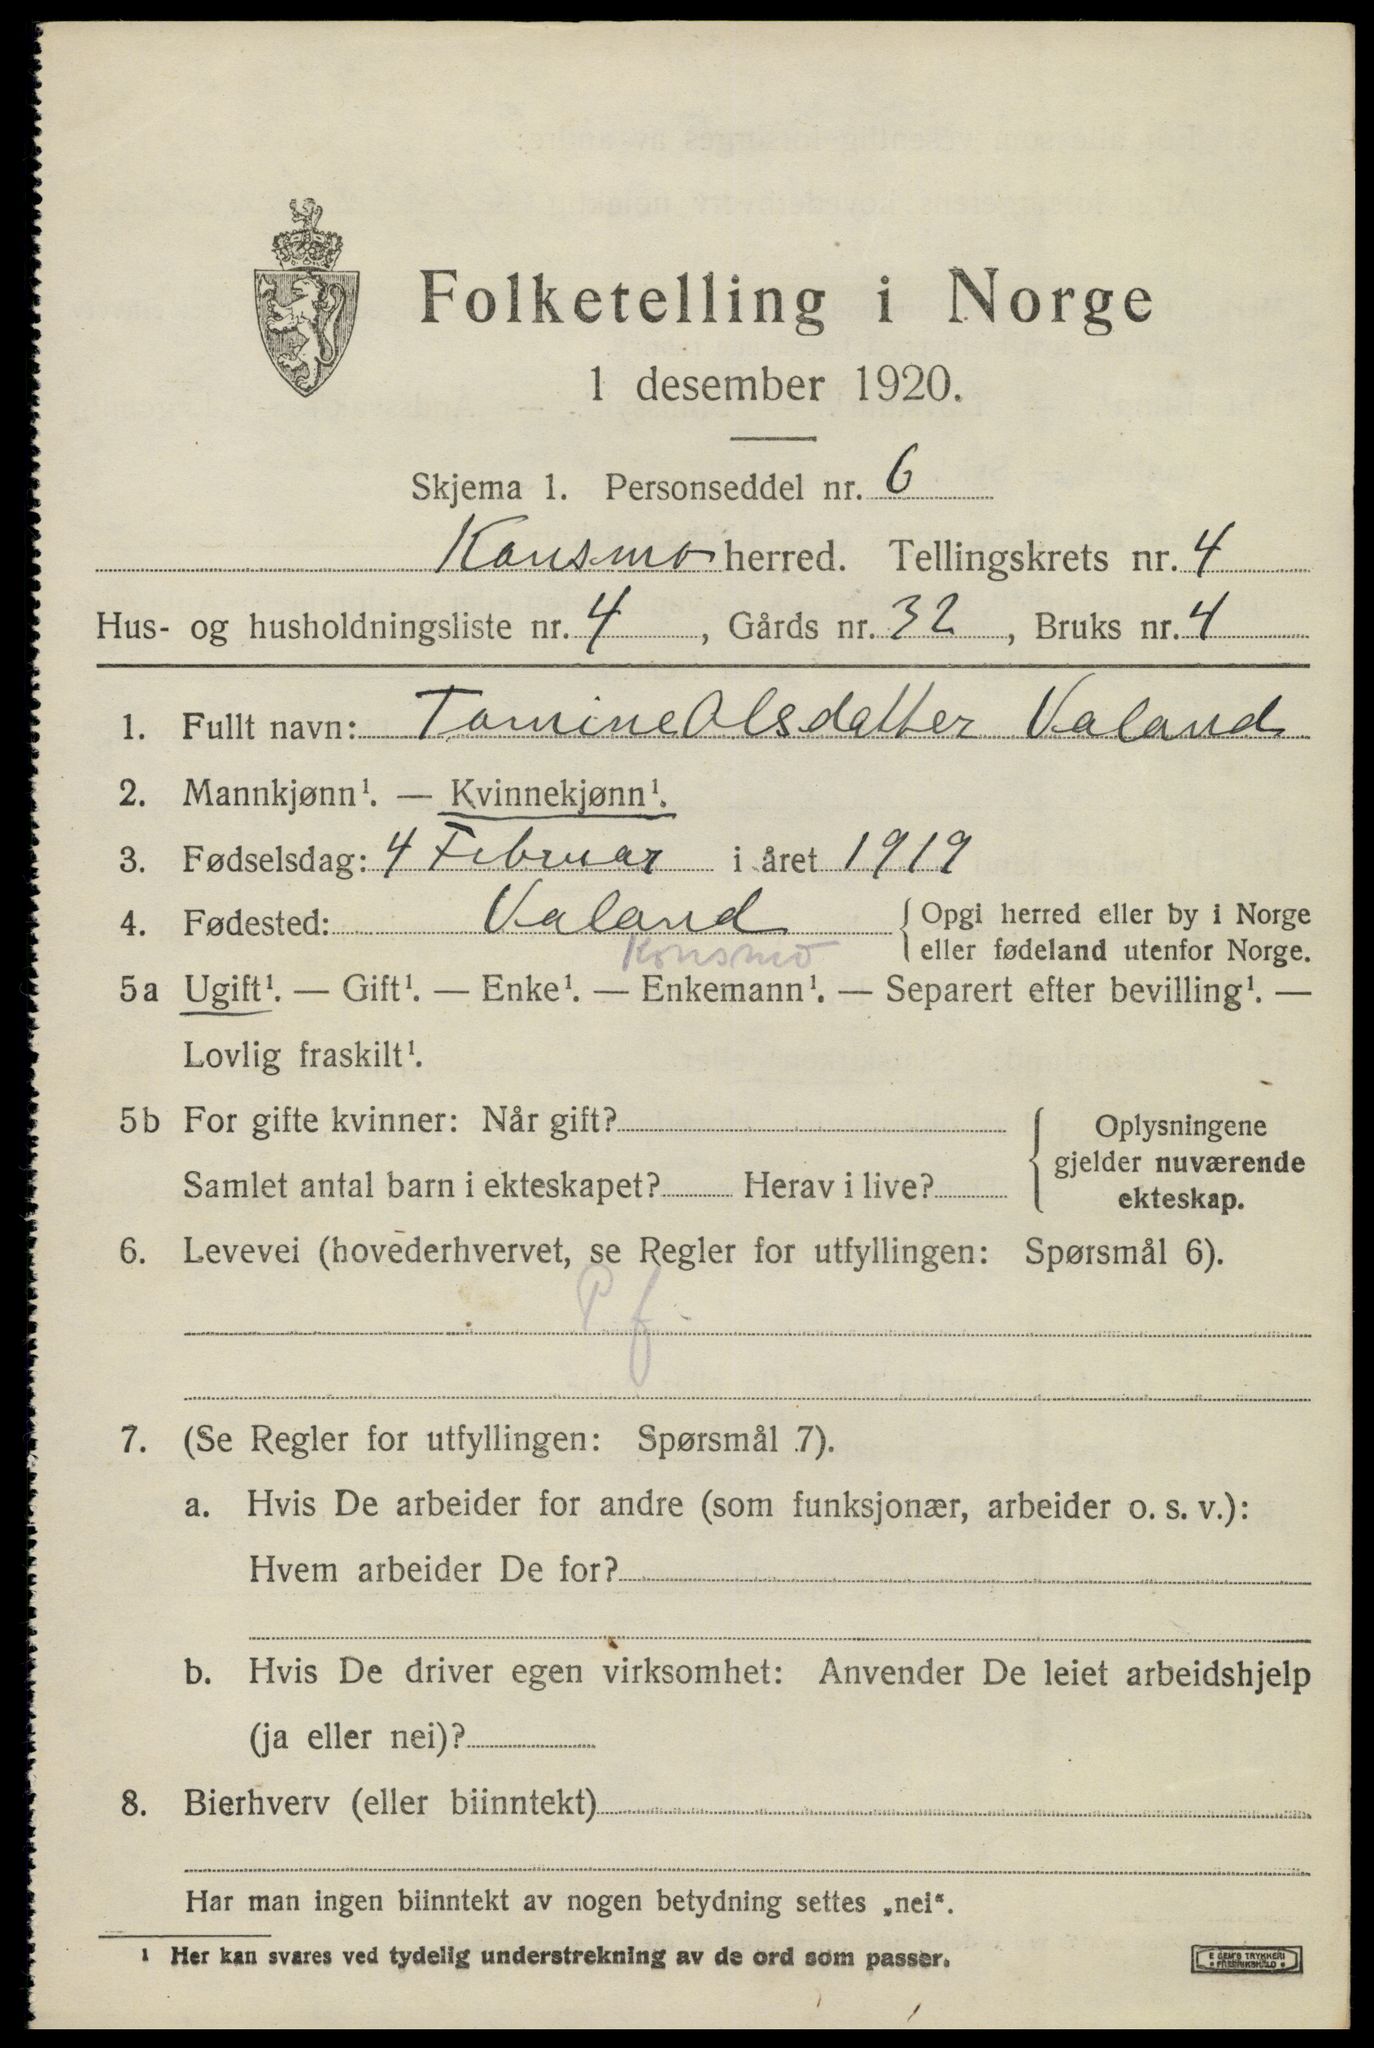 Folketelling i Norge
1 desember 1920.
Skjema 1. Personseddel nr. 6
Konsmo herred. Tellingskrets nr. 4
Hus- og husholdningsliste nr. 4, Gårds nr. 32, Bruks nr. 4
1. Fullt navn: Tomine Olsdatter Valand
2. Mannkjønn¹. — Kvinnekjønn¹.
3. Fødselsdag: 4 Februar i året 1919
4. Fødested: Valand { Opgi herred eller by i Norge
eller fødeland utenfor Norge.
Konsmo
5a Ugift¹. — Gift¹. — Enke¹. — Enkemann¹. — Separert efter bevilling¹. —
Lovlig fraskilt¹.
5b For gifte kvinner: Når gift?
Samlet antal barn i ekteskapet? Herav i live?
{ Oplysningene
gjelder nuværende
ekteskap.
6. Levevei (hovederhvervet, se Regler for utfyllingen: Spørsmål 6).
P f
7. (Se Regler for utfyllingen: Spørsmål 7).
a. Hvis De arbeider for andre (som funksjonær, arbeider o. s. v.):
Hvem arbeider De for?
b. Hvis De driver egen virksomhet: Anvender De leiet arbeidshjelp
(ja eller nei)?
8. Bierhverv (eller biinntekt)
Har man ingen biinntekt av nogen betydning settes „nei“.
¹ Her kan svares ved tydelig understrekning av de ord som passer.
E SEM'S TRYKKERI
FREDRIKSHALD